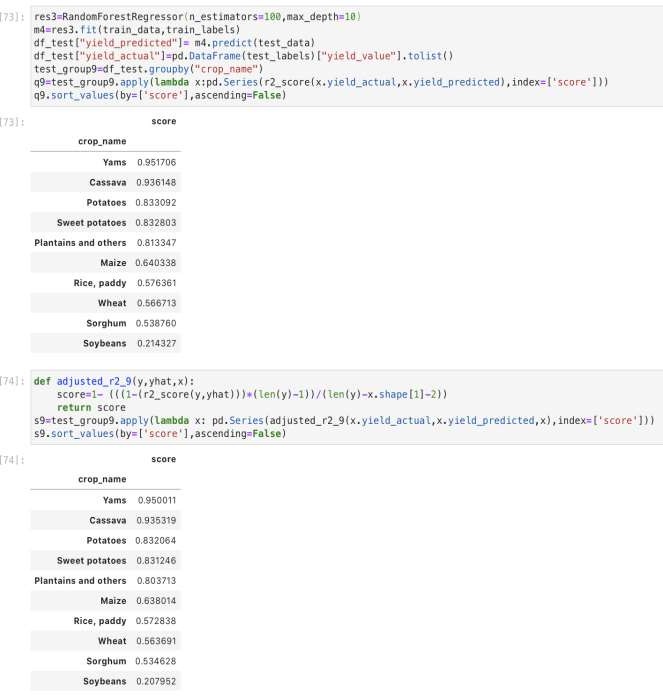 [73]: res3=RandomForestRegressor(n_estimators=100,max_depth=10)
m4=res3.fit(train_data,train_labels)
df_test["yield_predicted"]= m4.predict(test_data)
df_test["yield_actual"]=pd.DataFrame(test_labels)["yield_value"].tolist()
test_group9=df_test.groupby("crop_name")
q9=test_group9.apply(lambda x:pd.Series(r2_score(x.yield_actual,x.yield_predicted),index=['score']))
q9.sort_values(by=['score'],ascending=False)
[73]: score
crop_name
Yams 0.951706
Cassava 0.936148
Potatoes 0.833092
Sweet potatoes 0.832803
Plantains and others 0.813347
Maize 0.640338
Rice, paddy 0.576361
Wheat 0.566713
Sorghum 0.538760
Soybeans 0.214327
[74]: def adjusted_r2_9(y,yhat,x):
score=1- (((1-(r2_score(y,yhat)))*(len(y)-1))/(len(y)-x.shape[1]-2))
return score
s9=test_group9.apply(lambda x: pd.Series(adjusted_r2_9(x.yield_actual,x.yield_predicted,x),index=['score']))
s9.sort_values(by=['score'],ascending=False)
[74]: score
crop_name
Yams 0.950011
Cassava 0.935319
Potatoes 0.832064
Sweet potatoes 0.831246
Plantains and others 0.803713
Maize 0.638014
Rice, paddy 0.572838
Wheat 0.563691
Sorghum 0.534628
Soybeans 0.207952